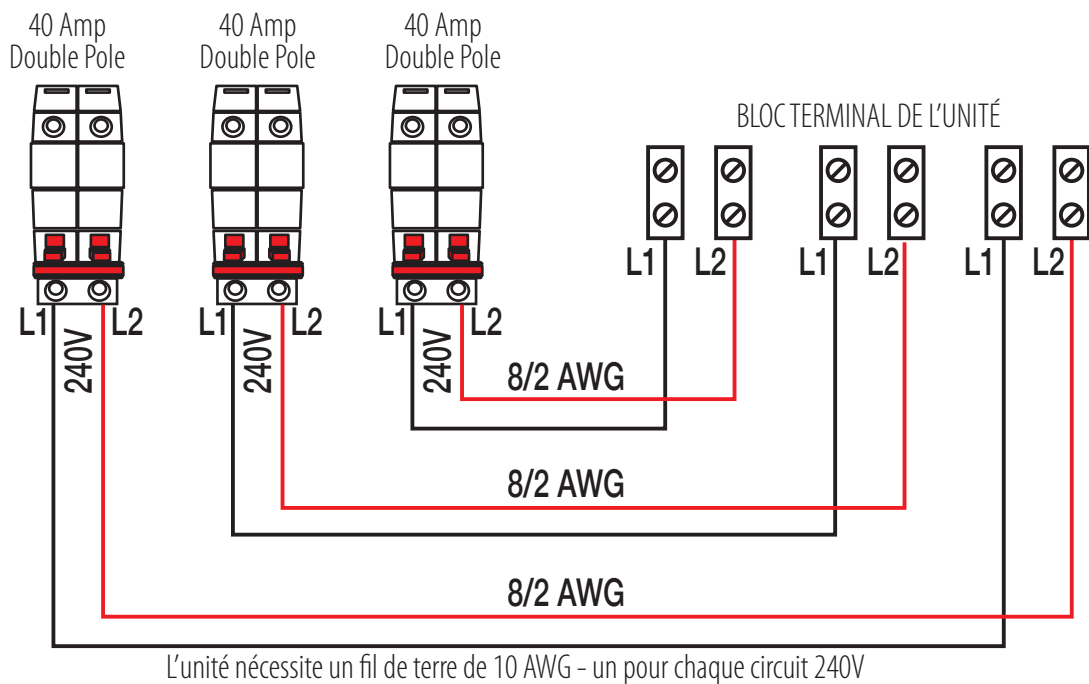 40 Amp
Double Pole
40 Amp
Double Pole
40 Amp
Double Pole
BLOC TERMINAL DE L'UNITÉ
L1 L2 L1 L2 L1 L2
L1 240V L2
L1 240V L2
L1 240V L2
8/2 AWG
8/2 AWG
8/2 AWG
L'unité nécessite un fil de terre de 10 AWG - un pour chaque circuit 240V